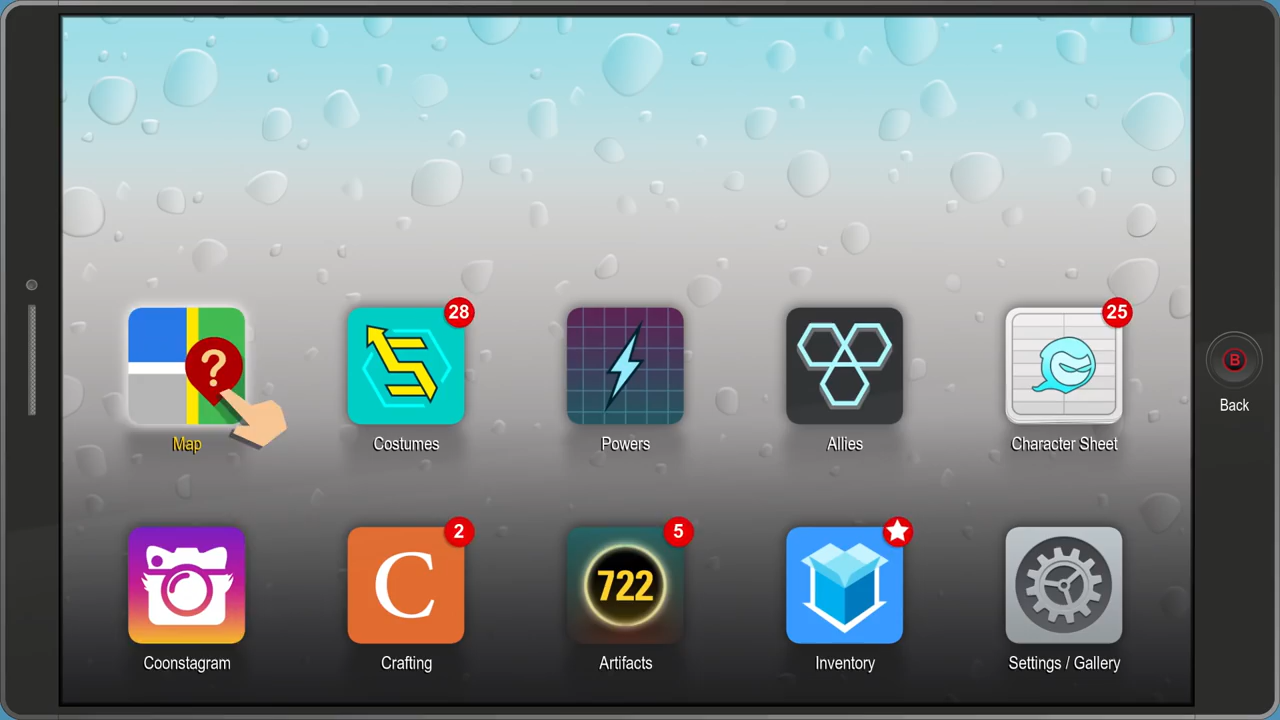 28
25
?
B
Back
Map
Costumes
Powers
Allies
Character Sheet
2
5
C
722
Coonstagram
Crafting
Artifacts
Inventory
Settings / Gallery